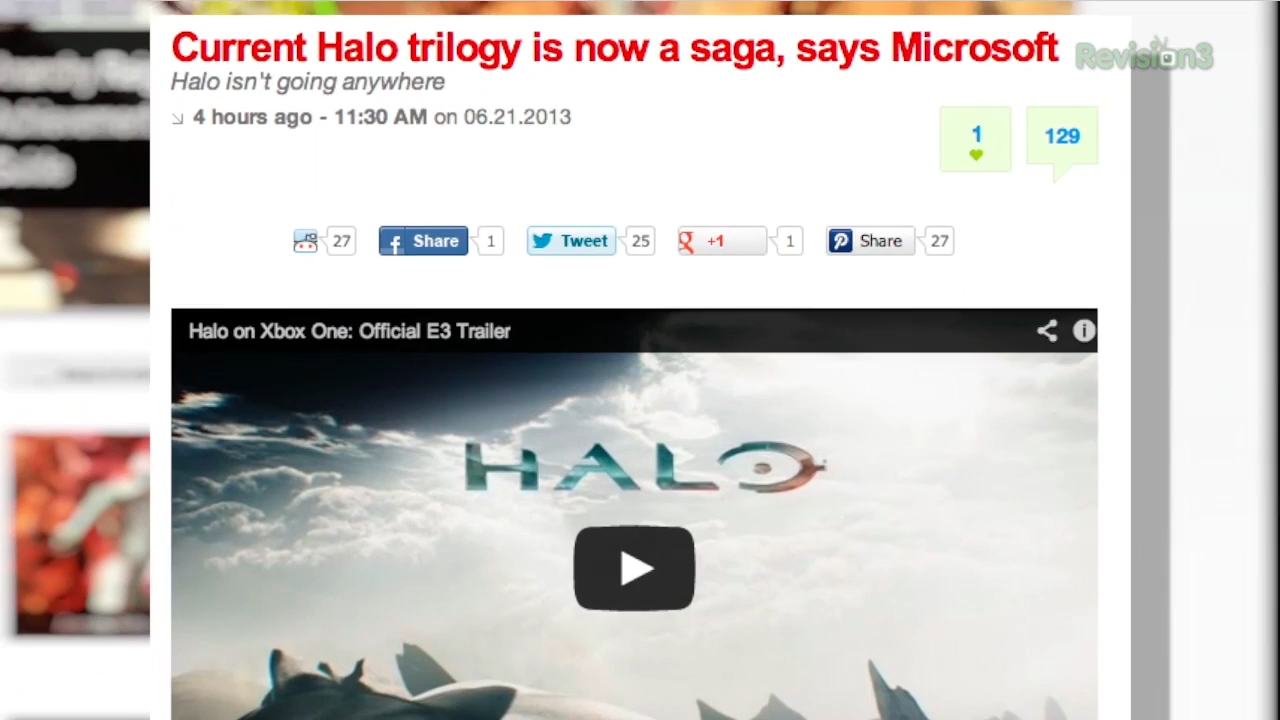 Current Halo trilogy is now a saga, says Microsoft
Revision3
Halo isn't going anywhere
4 hours ago - 11:30 AM on 06.21.2013
1
129
27
Share
1
Tweet
25
+1
1
Share
27
Halo on Xbox One: Official E3 Trailer
HALO